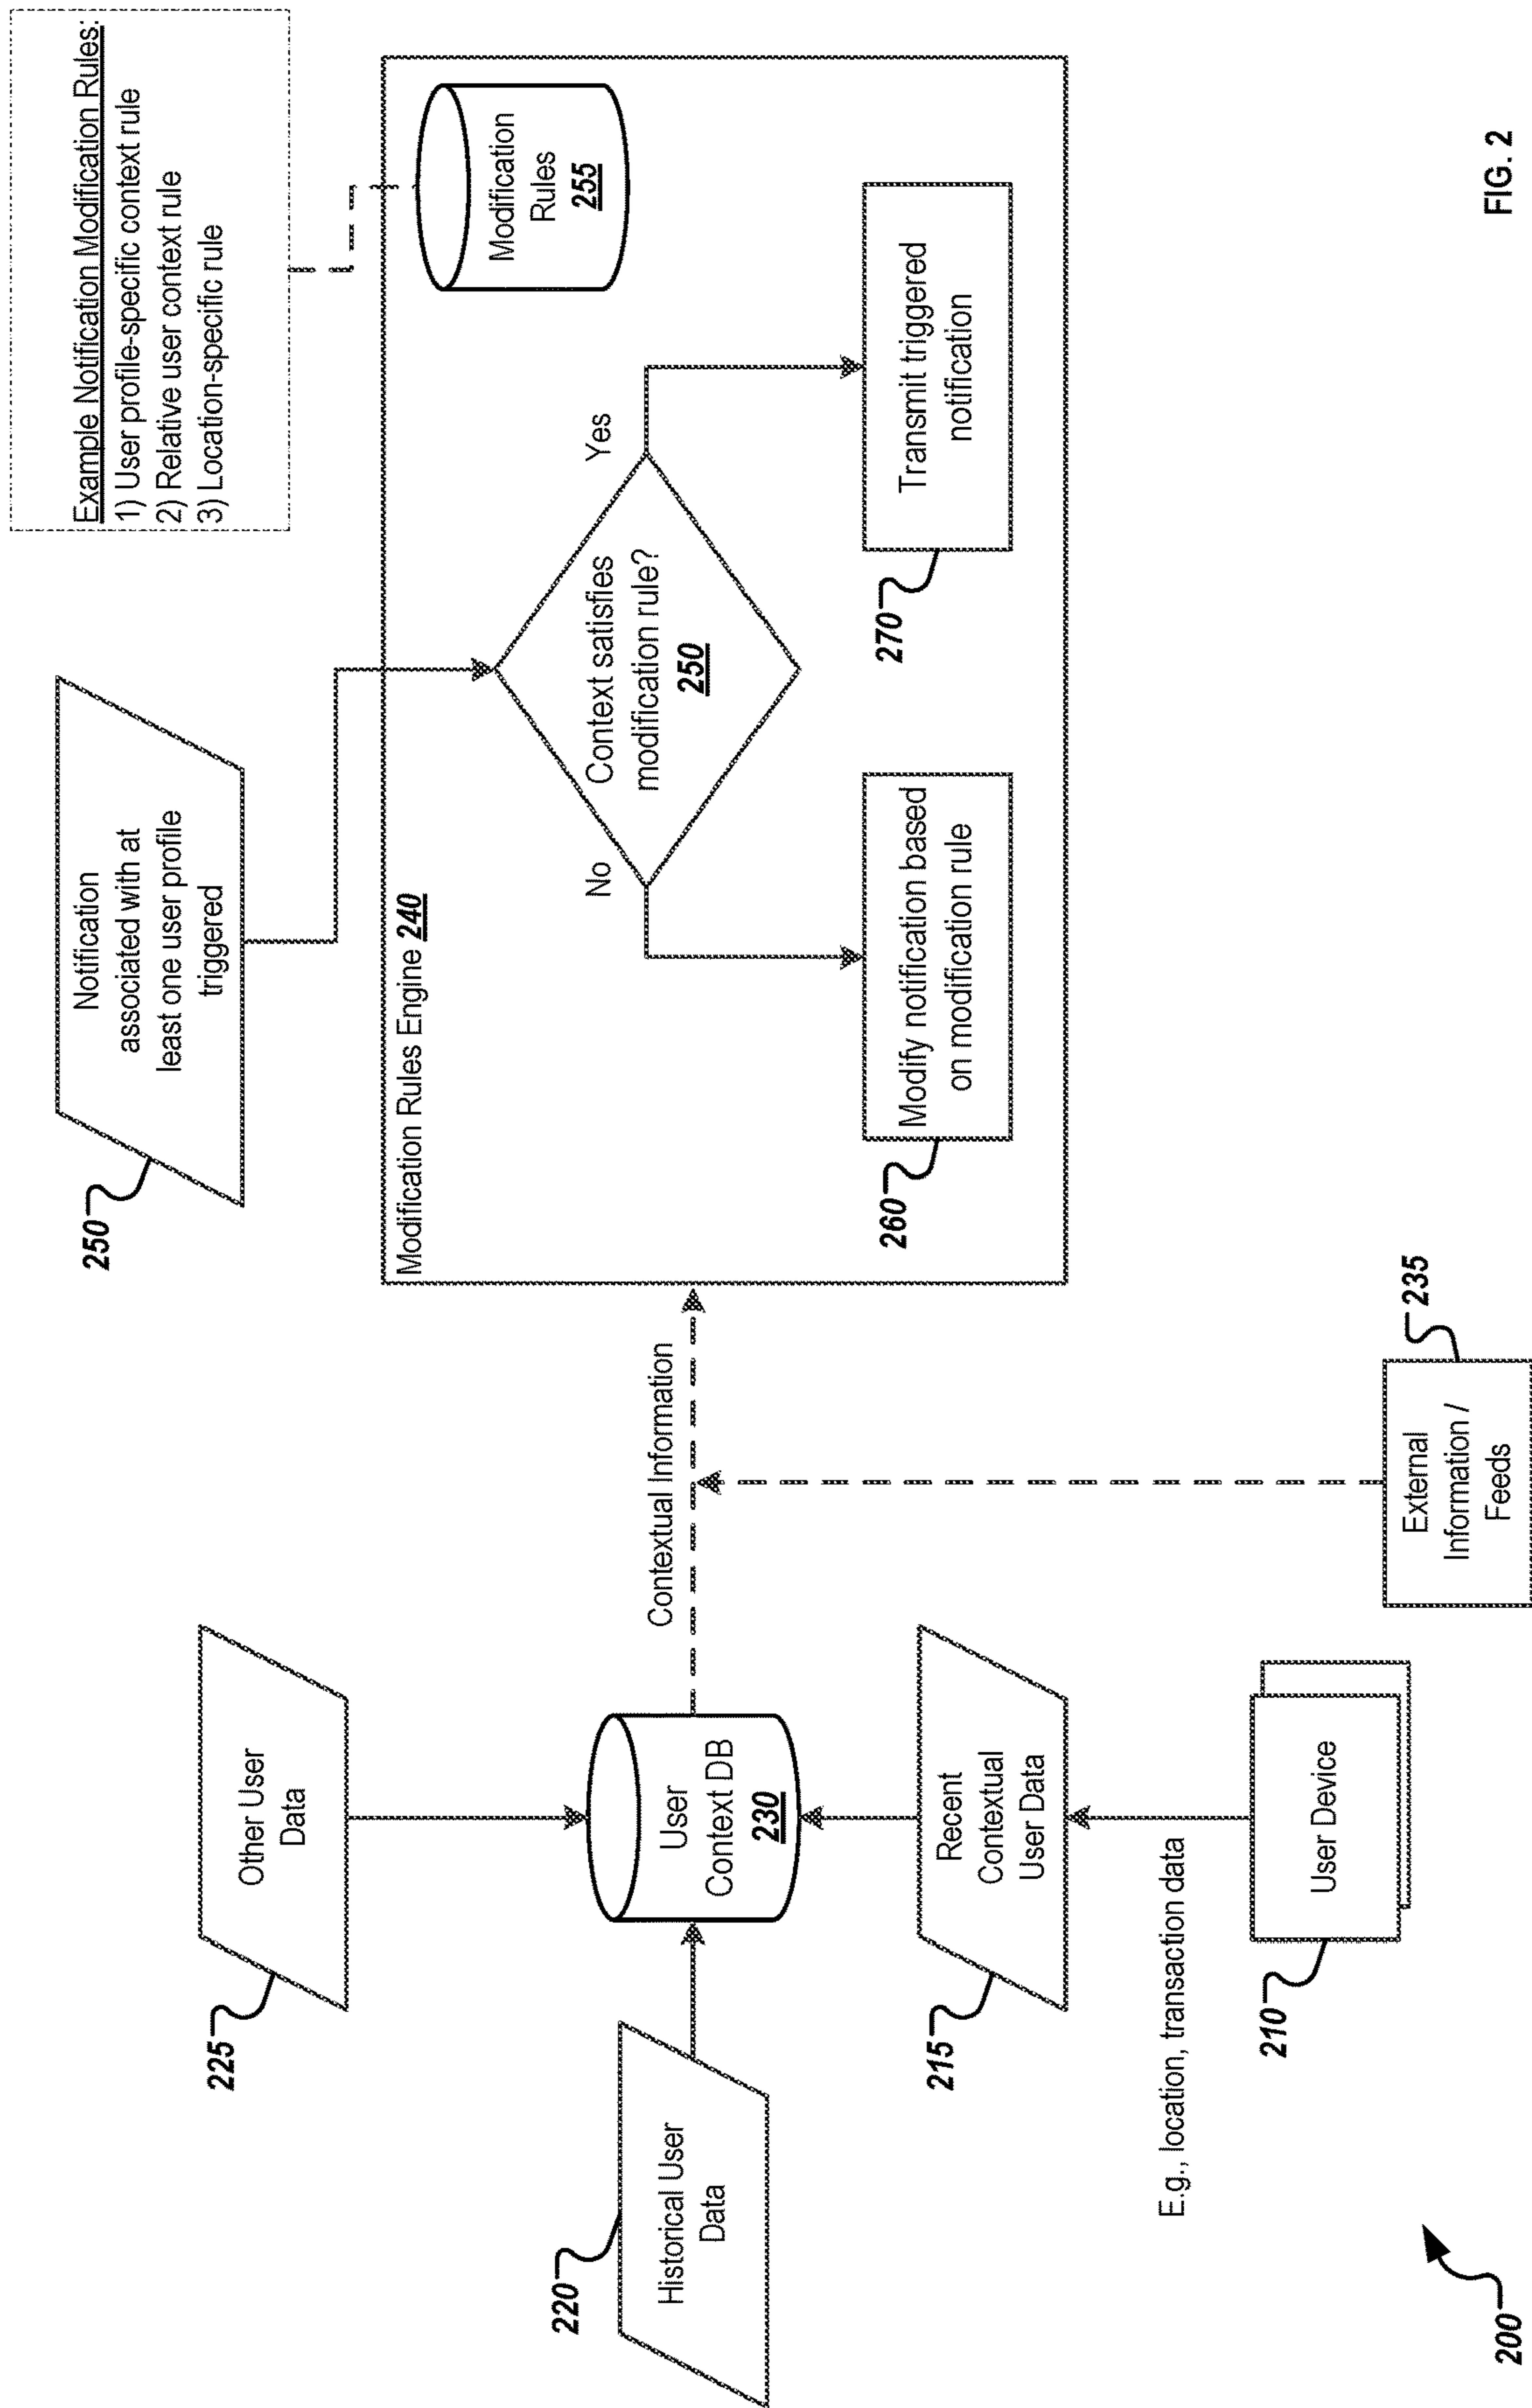 Example Notification Modification Rules:
1) User profile-specific context rule
2) Relative user context rule
3) Location-specific rule
250
Notification
associated with at
least one user profile
triggered
225
Other User
Data
Modification Rules Engine 240
Modification
Rules
255
Context satisfies
modification rule?
250
No
Yes
260
Modify notification based
on modification rule
270
Transmit triggered
notification
220
Historical User
Data
User
Context DB
230
Contextual Information
215
Recent
Contextual
User Data
E.g., location, transaction data
210
User Device
External
Information /
Feeds
235
200
FIG. 2